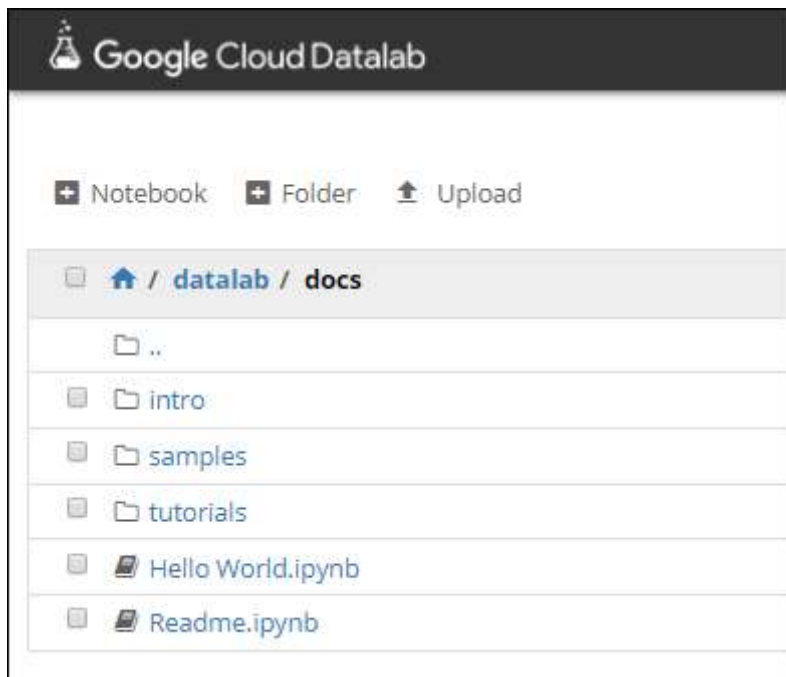 Google Cloud Datalab
Notebook Folder Upload
/ datalab / docs
..
intro
samples
tutorials
Hello World.ipynb
Readme.ipynb